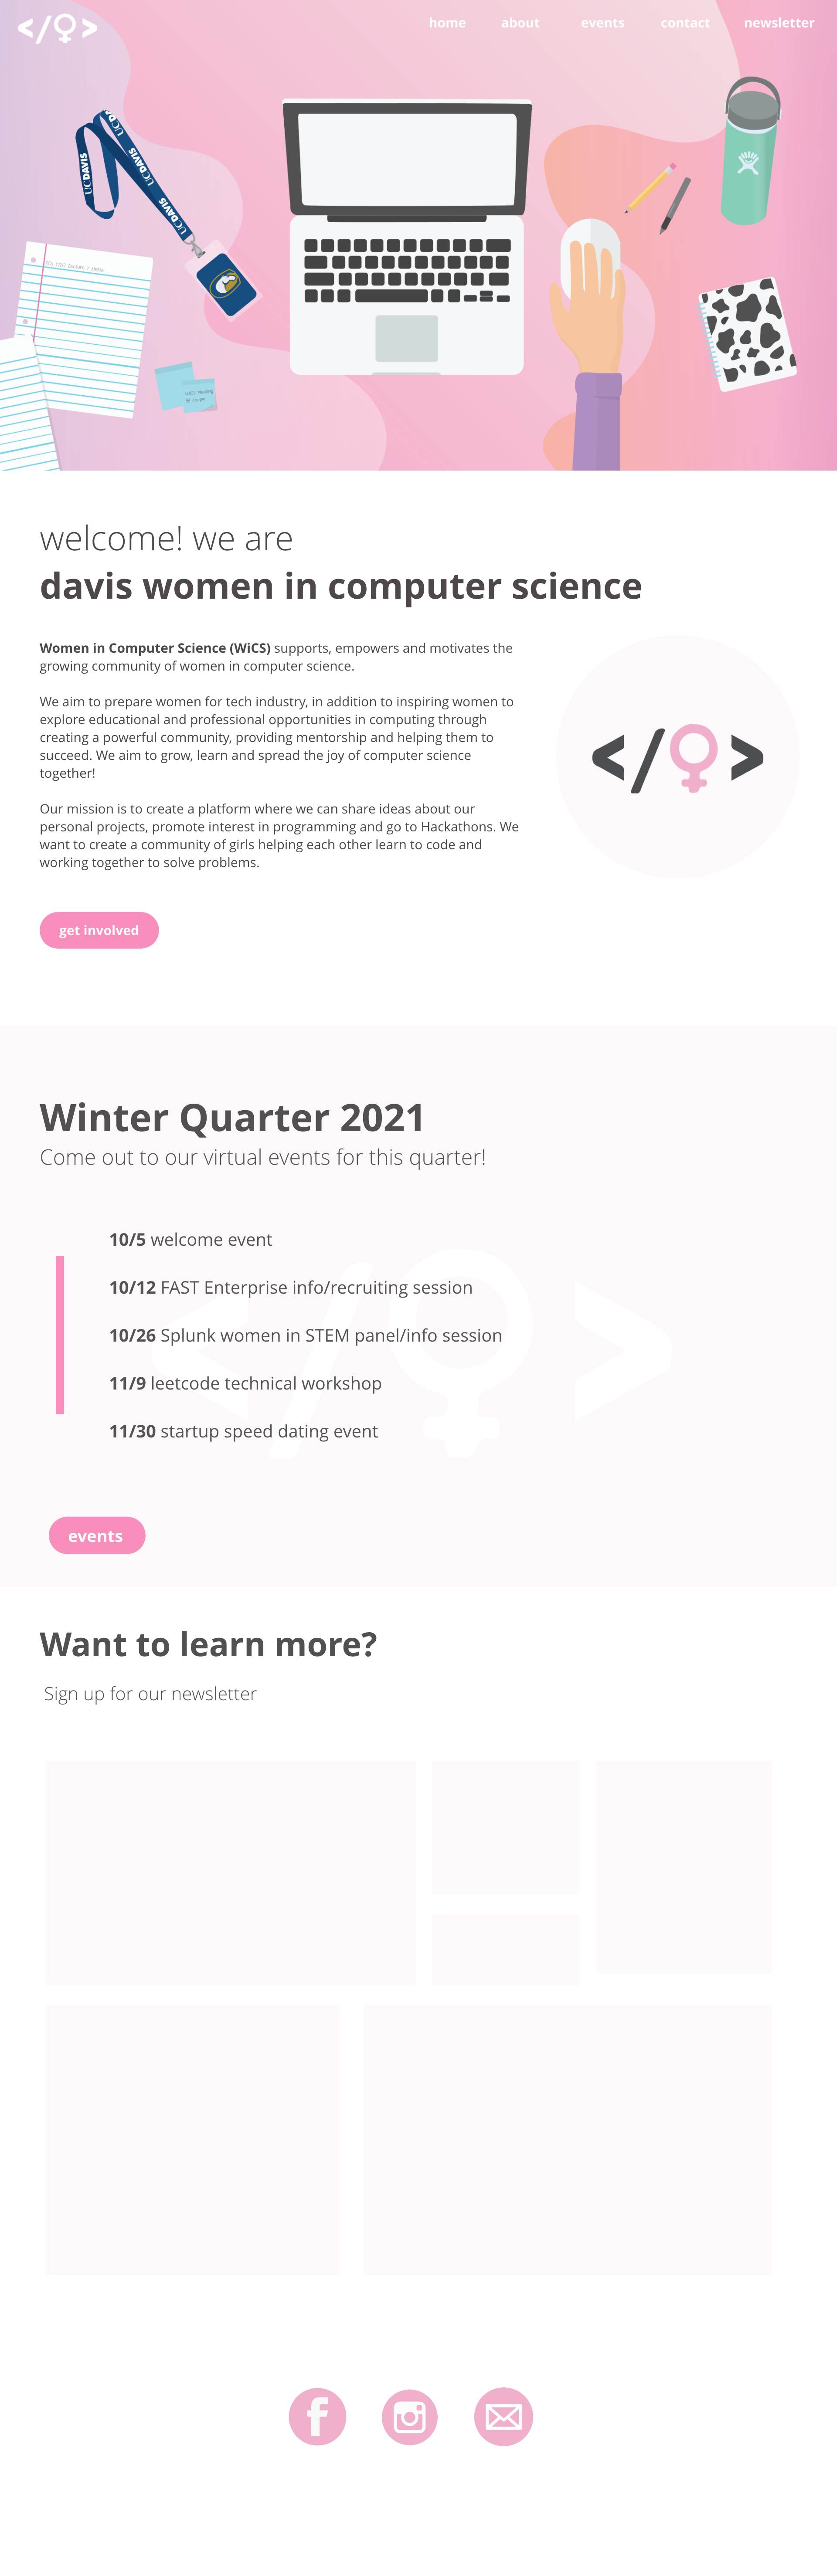 </♀>
home about events contact newsletter
UCDAVIS
UCDAVIS
UCDAVIS
UCDAVIS
welcome! we are
davis women in computer science
Women in Computer Science (WiCS) supports, empowers and motivates the
growing community of women in computer science.
We aim to prepare women for tech industry, in addition to inspiring women to
explore educational and professional opportunities in computing through
creating a powerful community, providing mentorship and helping them to
succeed. We aim to grow, learn and spread the joy of computer science
together!
Our mission is to create a platform where we can share ideas about our
personal projects, promote interest in programming and go to Hackathons. We
want to create a community of girls helping each other learn to code and
working together to solve problems.
</♀>
get involved
Winter Quarter 2021
Come out to our virtual events for this quarter!
10/5 welcome event
10/12 FAST Enterprise info/recruiting session
10/26 Splunk women in STEM panel/info session
11/9 leetcode technical workshop
11/30 startup speed dating event
</♀>
events
Want to learn more?
Sign up for our newsletter